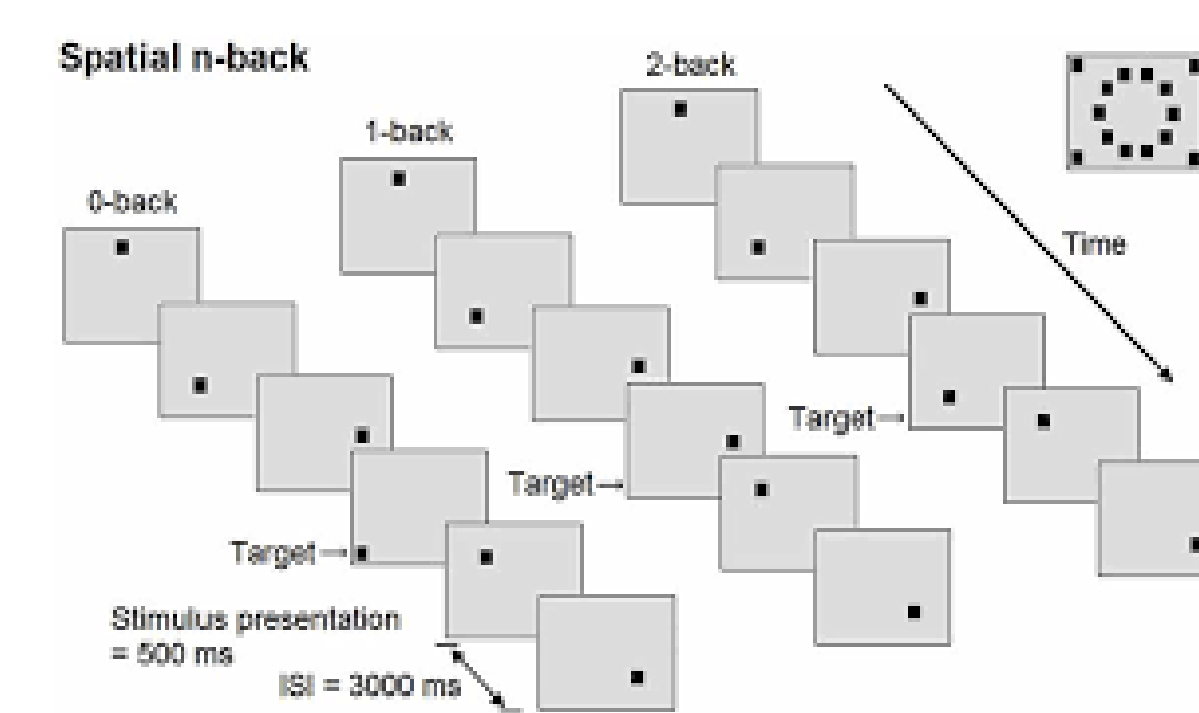 Spatial n-back
2-back
1-back
0-back
Time
Target→
Target→
Target→
Stimulus presentation
= 500 ms
ISI = 3000 ms